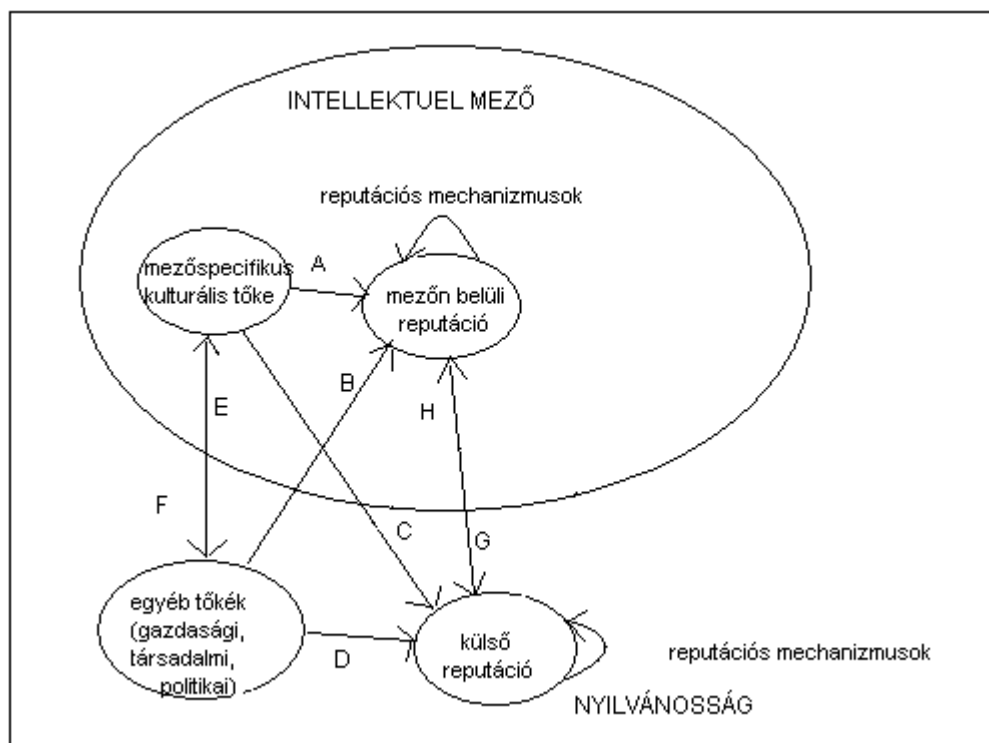 INTELLEKTUEL MEZŐ
reputációs mechanizmusok
mezőspecifikus
kulturális tőke
A
mezőn belüli
reputáció
B
E
H
F
C
G
egyéb tőkék
(gazdasági,
társadalmi,
politikai)
D
külső
reputáció
reputációs mechanizmusok
NYILVÁNOSSÁG